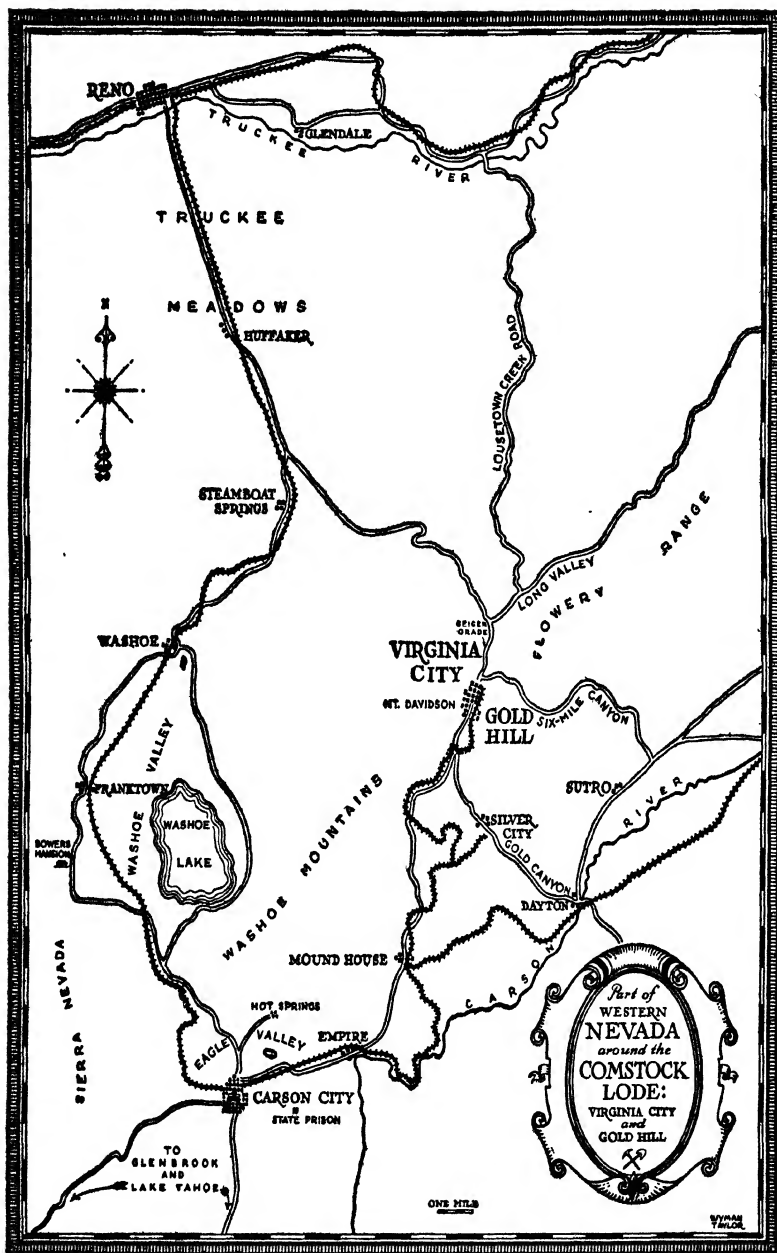 RENO
GLENDALE
TRUCKEE
RIVER
TRUCKEE
MEADOWS
N
HUFFAKER
LOUSETOWN CREEK ROAD
STEAMBOAT
SPRINGS
RANGE
LONG VALLEY
FLOWERY
GEIGER
GRADE
WASHOE
VIRGINIA
CITY
MT. DAVIDSON
GOLD
HILL
SIX-MILE CANYON
WASHOE VALLEY
FRANKTOWN
SUTRO
RIVER
WASHOE
LAKE
BOWERS
MANSION
SILVER
CITY
GOLD CANYON
WASHOE MOUNTAINS
DAYTON
MOUND HOUSE
CARSON
SIERRA NEVADA
HOT SPRINGS
EMPIRE
EAGLE VALLEY
CARSON CITY
STATE PRISON
TO
GLENBROOK
AND
LAKE TAHOE
Part of
WESTERN
NEVADA
around the
COMSTOCK
LODE:
VIRGINIA CITY
and
GOLD HILL
ONE MILE
WYMAN
TAYLOR